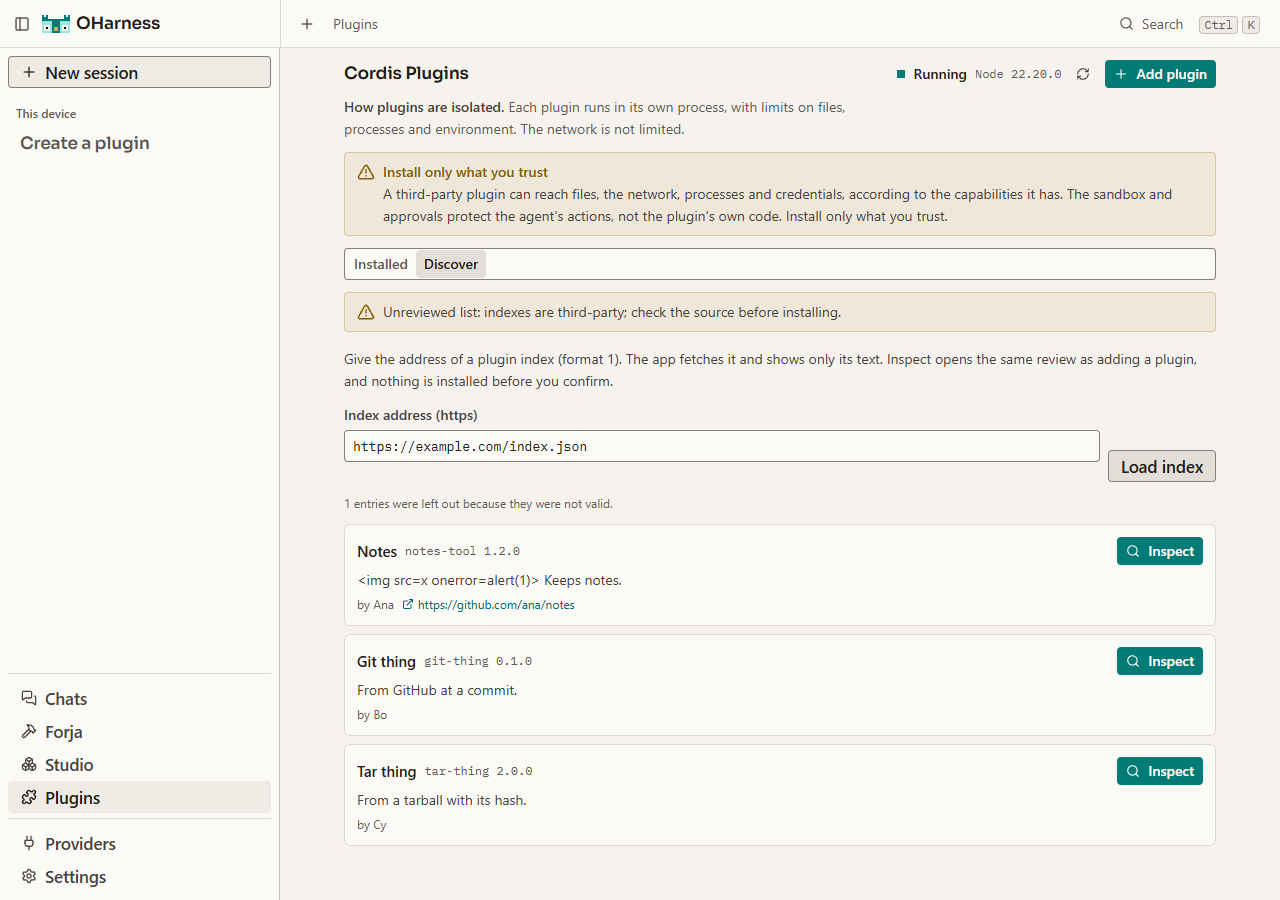 OHarness
Plugins
Search
Ctrl K
New session
This device
Create a plugin
Chats
Forja
Studio
Plugins
Providers
Settings
Cordis Plugins
Running Node 22.20.0
Add plugin
How plugins are isolated. Each plugin runs in its own process, with limits on files,
processes and environment. The network is not limited.
Install only what you trust
A third-party plugin can reach files, the network, processes and credentials, according to the capabilities it has. The sandbox and
approvals protect the agent's actions, not the plugin's own code. Install only what you trust.
Installed Discover
Unreviewed list: indexes are third-party; check the source before installing.
Give the address of a plugin index (format 1). The app fetches it and shows only its text. Inspect opens the same review as adding a plugin,
and nothing is installed before you confirm.
Index address (https)
https://example.com/index.json
Load index
1 entries were left out because they were not valid.
Notes notes-tool 1.2.0
Inspect
<img src=x onerror=alert(1)> Keeps notes.
by Ana https://github.com/ana/notes
Git thing git-thing 0.1.0
Inspect
From GitHub at a commit.
by Bo
Tar thing tar-thing 2.0.0
Inspect
From a tarball with its hash.
by Cy